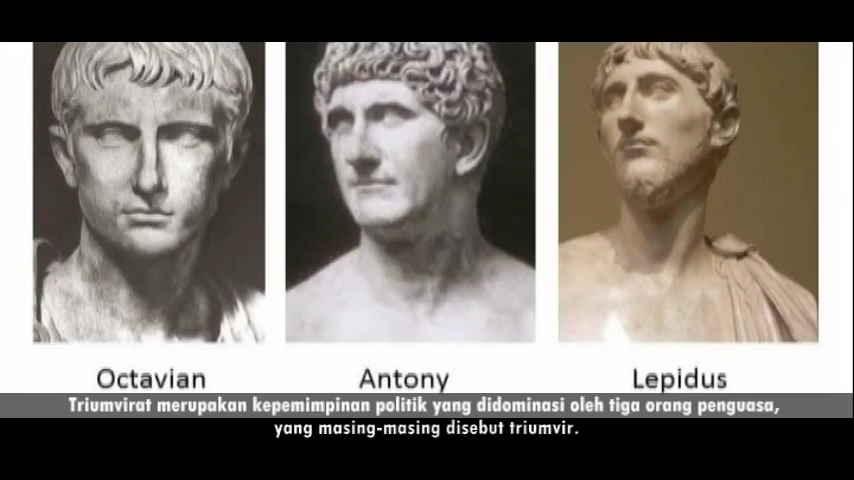 Octavian Antony Lepidus
Triumvirat merupakan kepemimpinan politik yang didominasi oleh tiga orang penguasa,
yang masing-masing disebut triumvir.